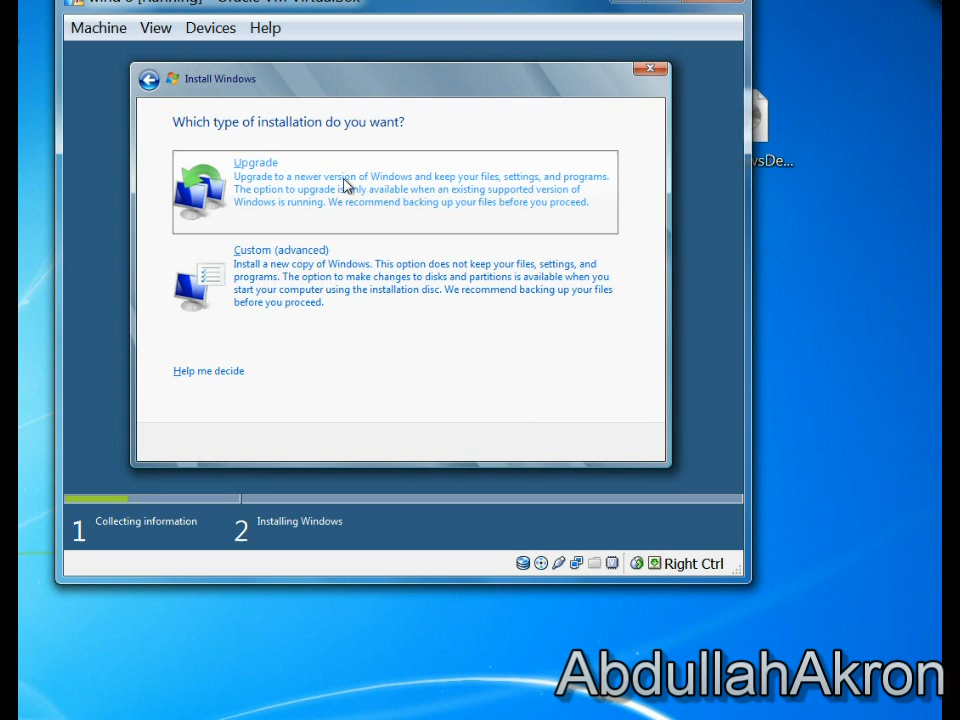 Machine View Devices Help
Install Windows
Which type of installation do you want?
Upgrade
Upgrade to a newer version of Windows and keep your files, settings, and programs.
The option to upgrade is only available when an existing supported version of
Windows is running. We recommend backing up your files before you proceed.
Custom (advanced)
Install a new copy of Windows. This option does not keep your files, settings, and
programs. The option to make changes to disks and partitions is available when you
start your computer using the installation disc. We recommend backing up your files
before you proceed.
Help me decide
1 Collecting information 2 Installing Windows
Right Ctrl
AbdullahAkron